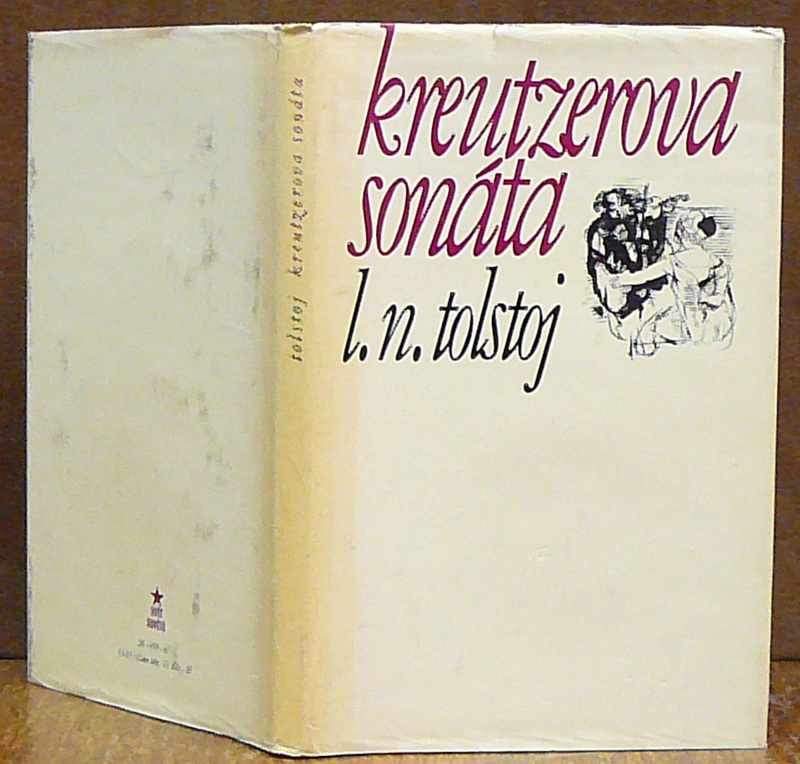 kreutzerova
sonáta
l. n. tolstoj
tolstoj kreutzerova sonáta